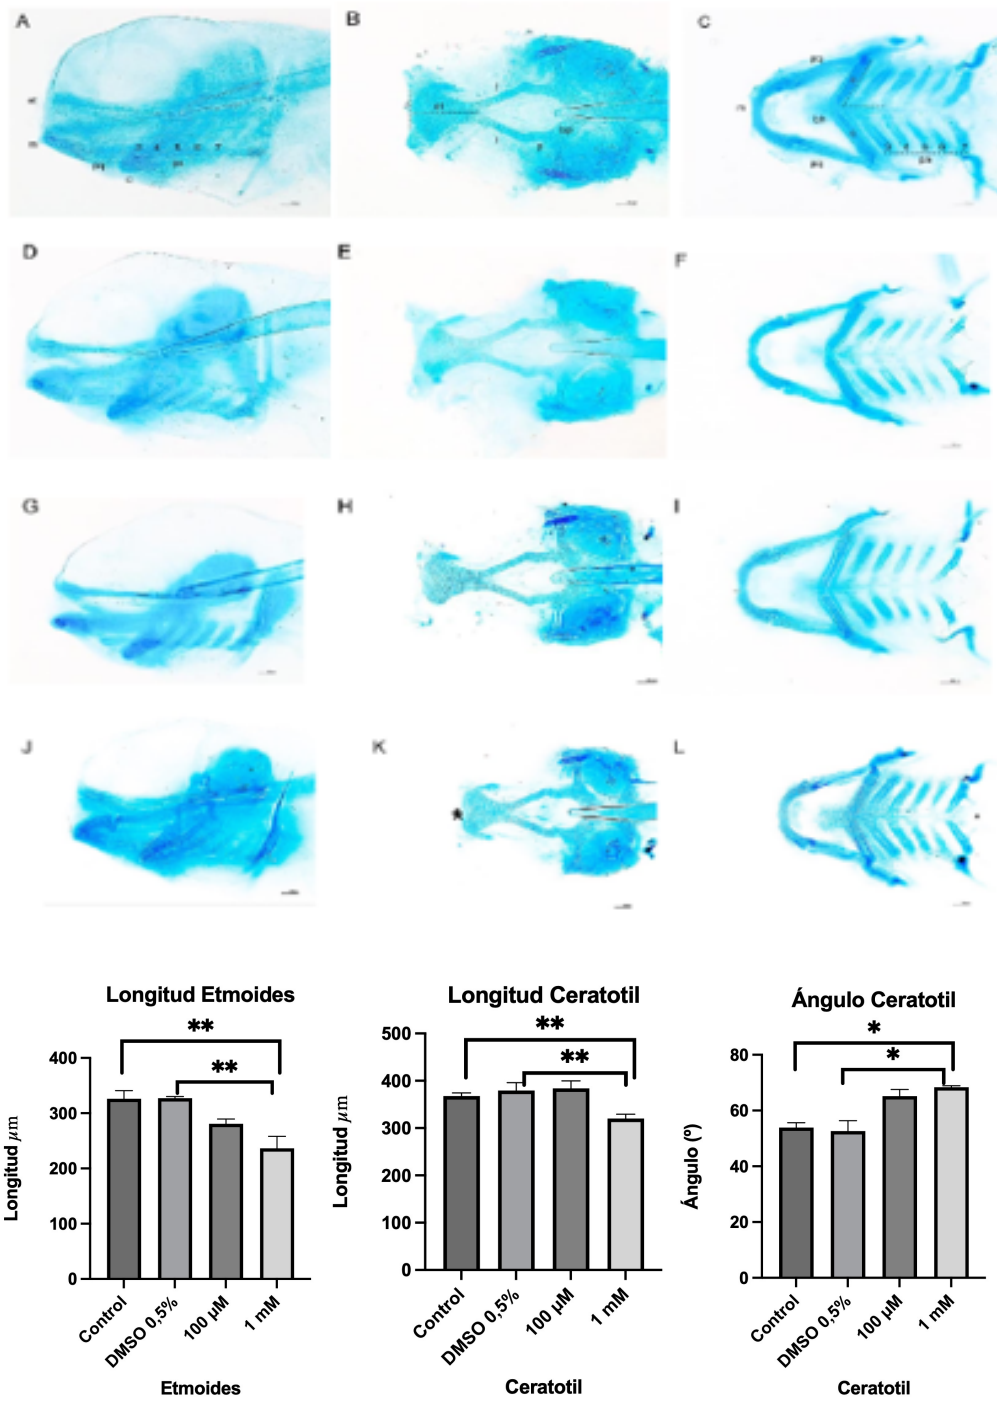 A
B
C
D
E
F
G
H
I
J
K
L
Longitud Etmoides
**
**
400
300
200
100
0
Longitud μm
Control
DMSO 0,5%
100 μM
1 mM
Etmoides
Longitud Ceratotil
**
**
500
400
300
200
100
0
Longitud μm
Control
DMSO 0,5%
100 μM
1 mM
Ceratotil
Ángulo Ceratotil
*
*
80
60
40
20
0
Ángulo (º)
Control
DMSO 0,5%
100 μM
1 mM
Ceratotil